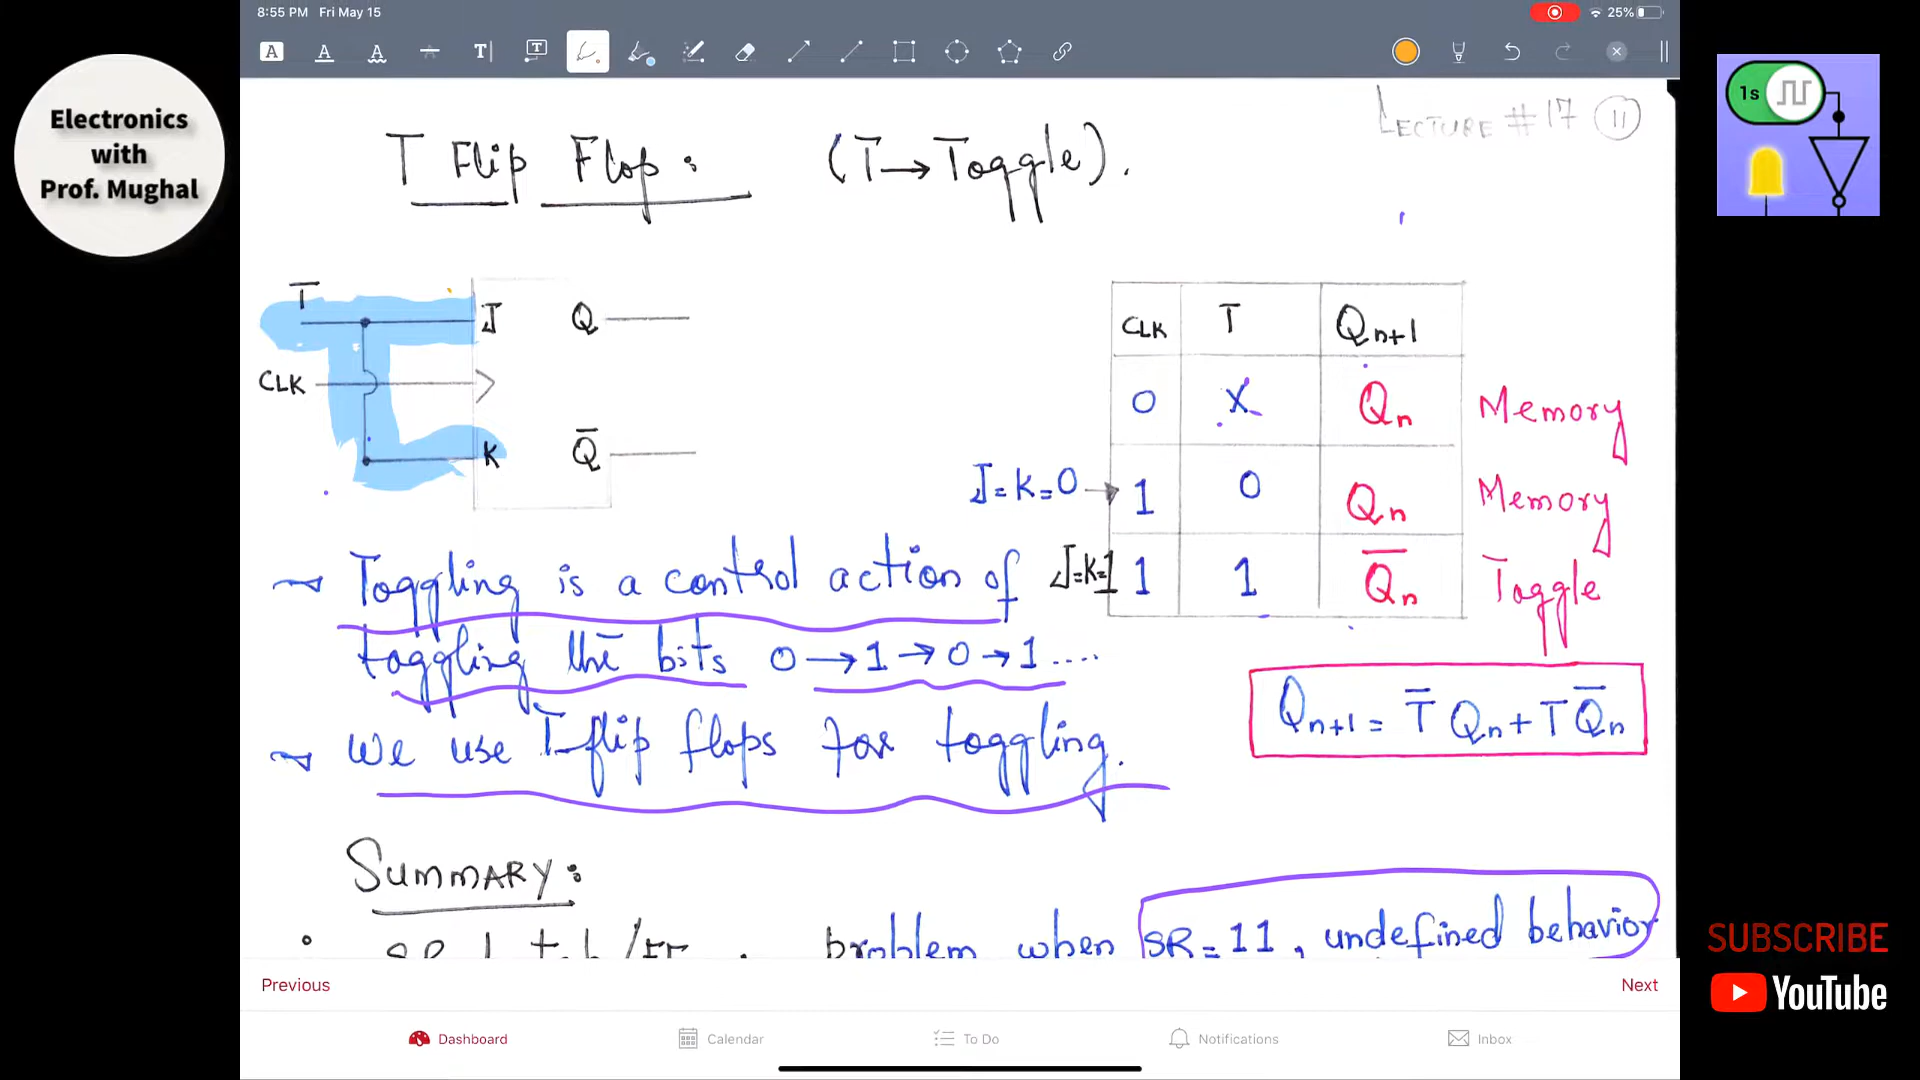 8:55 PM Fri May 15
25%
Electronics
with
Prof. Mughal
1s
LECTURE #17 11
T Flip Flop: (T→Toggle).
T
J Q
CLK
K Q̅
CLK T Qn+1
0 X Qn Memory
J=K=0 → 1 0 Qn Memory
J=K=1 1 1 Q̅n Toggle
→ Toggling is a control action of
toggling the bits 0→1→0→1....
→ We use T-flip flops for toggling.
Qn+1 = T̅ Qn + T Q̅n
SUMMARY:
problem when SR=11, undefined behavior
Previous Next
Dashboard Calendar To Do Notifications Inbox
SUBSCRIBE
YouTube